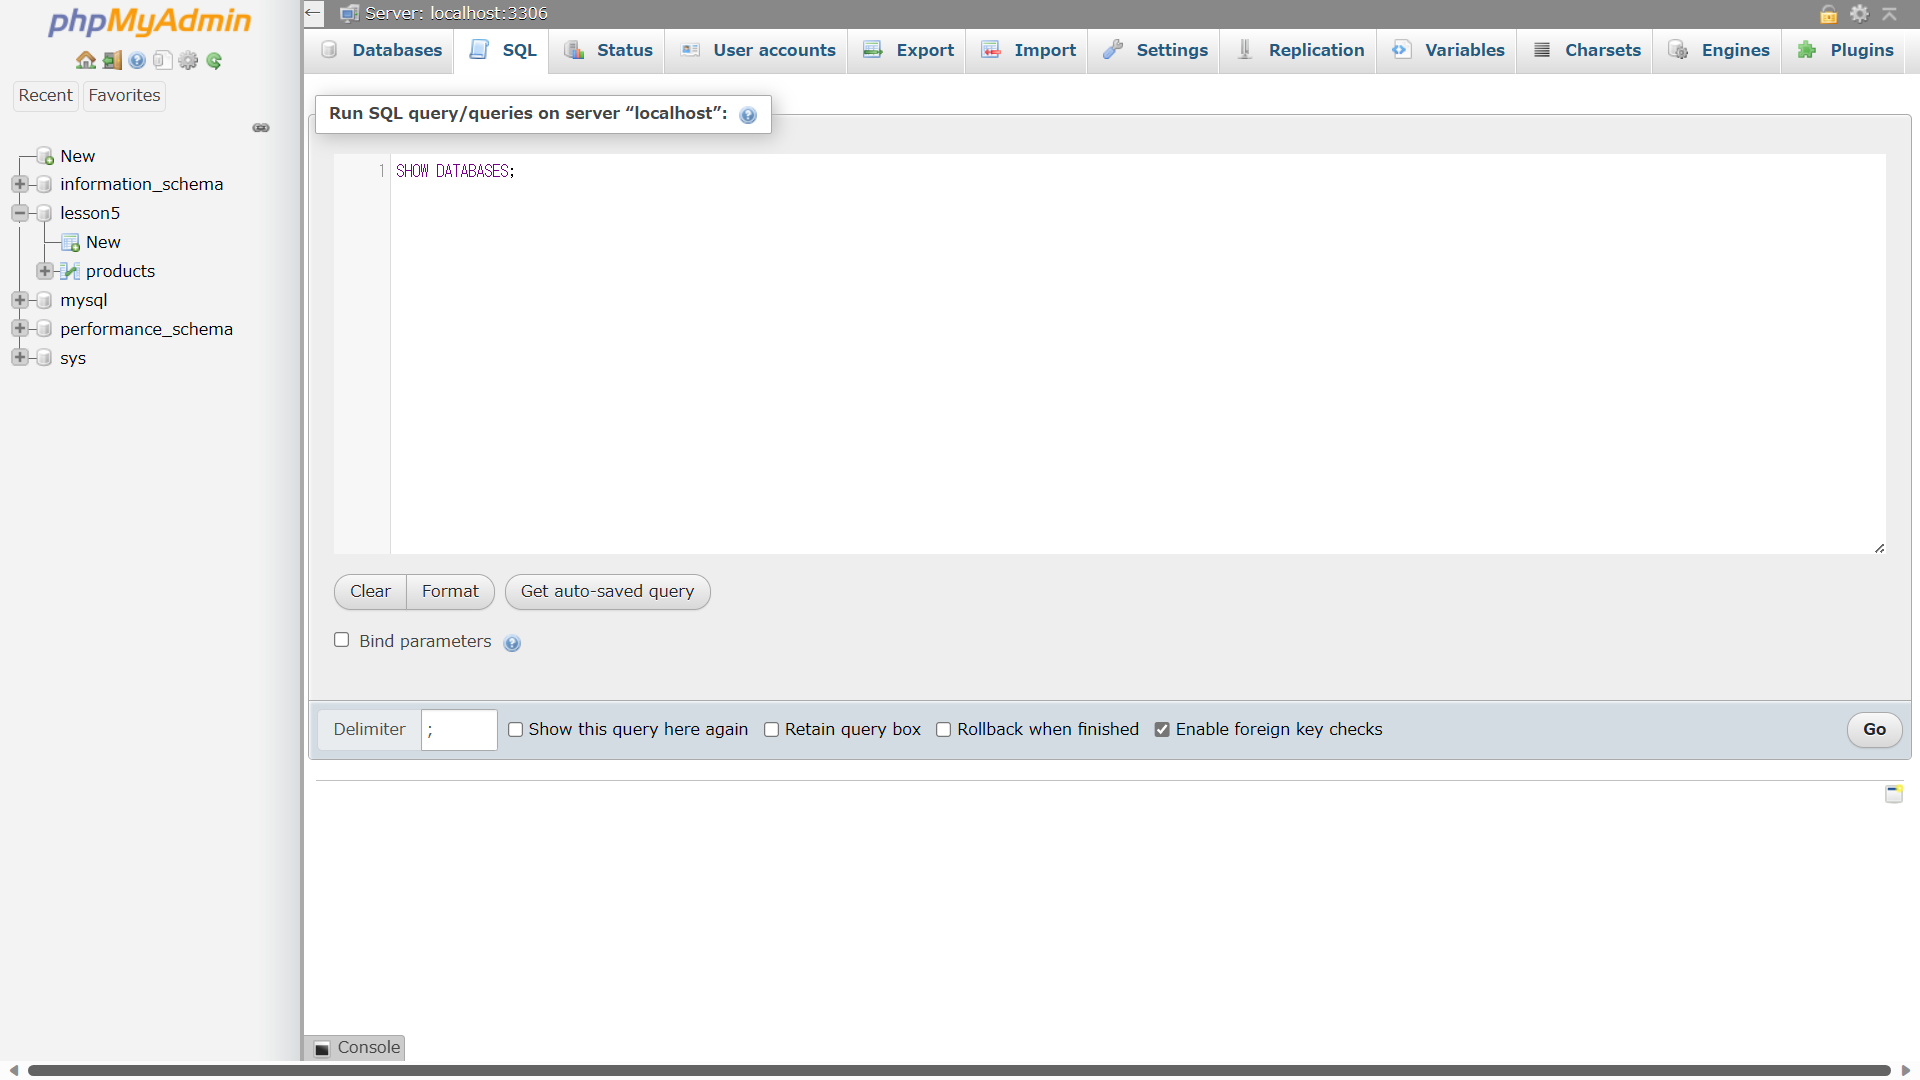 phpMyAdmin
Recent Favorites
New
information_schema
lesson5
New
products
mysql
performance_schema
sys
Server: localhost:3306
Databases SQL Status User accounts Export Import Settings Replication Variables Charsets Engines Plugins
Run SQL query/queries on server “localhost”:
1 SHOW DATABASES;
Clear Format Get auto-saved query
Bind parameters
Delimiter ; Show this query here again Retain query box Rollback when finished Enable foreign key checks Go
Console